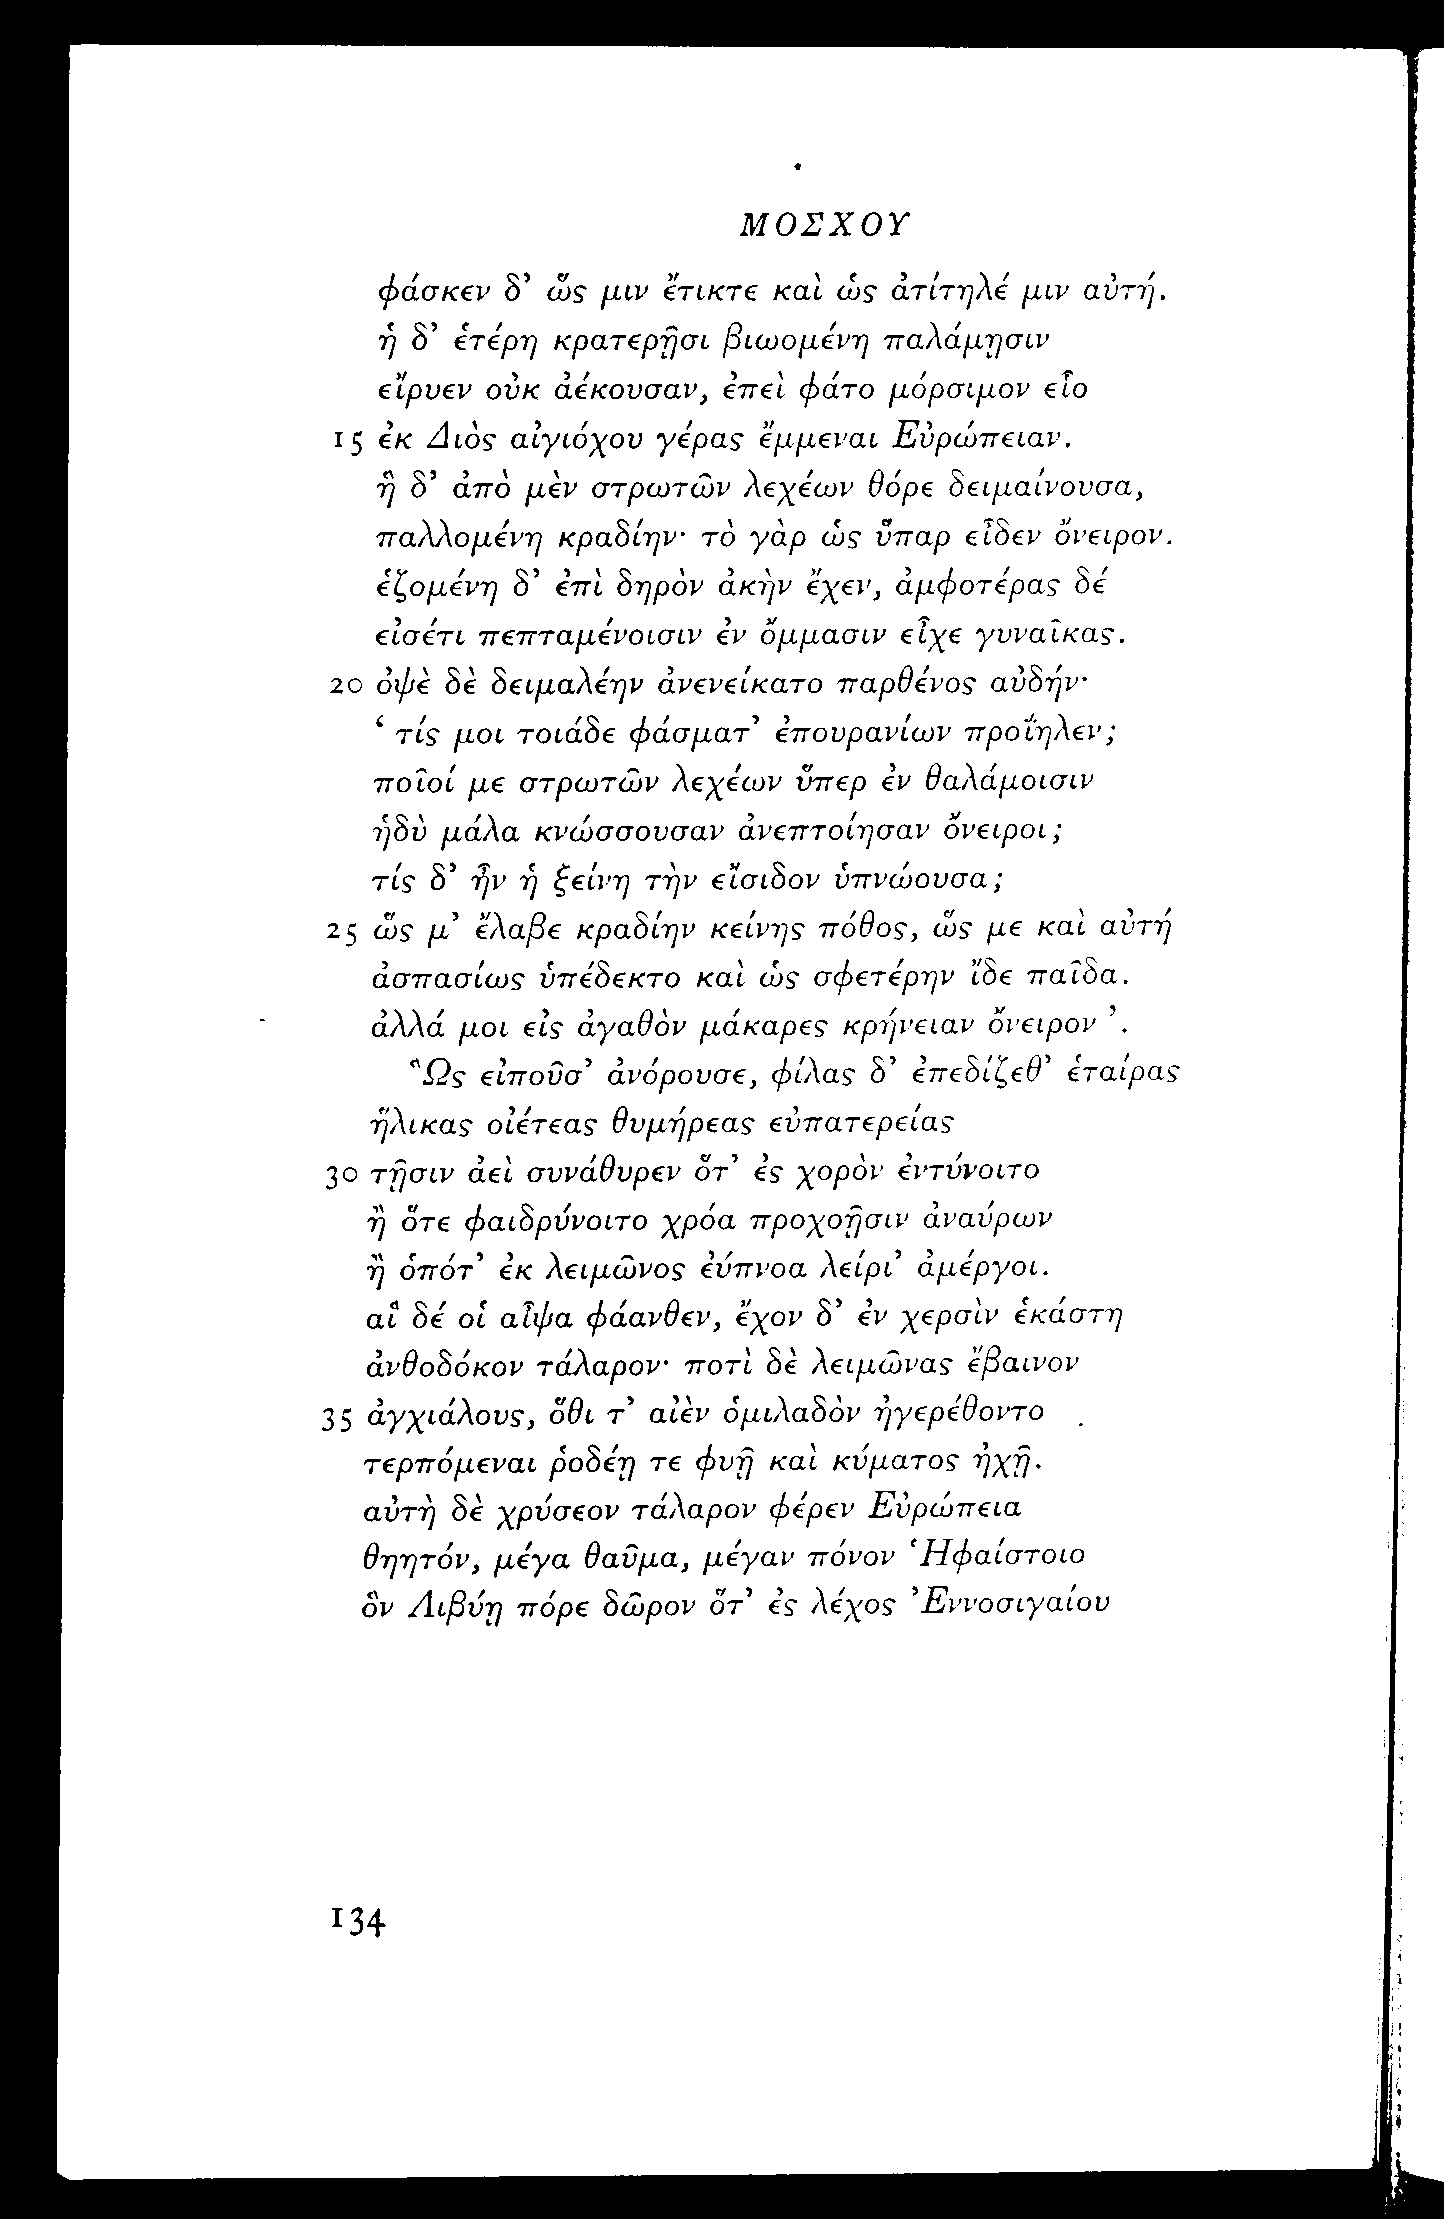 ΜΟΣΧΟΥ
φάσκεν δ’ ὥς μιν ἔτικτε καὶ ὡς ἀτίτηλέ μιν αὐτή.
ἡ δ’ ἑτέρη κρατερῇσι βιωομένη παλάμῃσιν
εἴρυεν οὐκ ἀέκουσαν, ἐπεὶ φάτο μόρσιμον εἷο
15 ἐκ Διὸς αἰγιόχου γέρας ἔμμεναι Εὐρώπειαν.
ἣ δ’ ἀπὸ μὲν στρωτῶν λεχέων θόρε δειμαίνουσα,
παλλομένη κραδίην· τὸ γὰρ ὡς ὕπαρ εἶδεν ὄνειρον.
ἑζομένη δ’ ἐπὶ δηρὸν ἀκὴν ἔχεν, ἀμφοτέρας δέ
εἰσέτι πεπταμένοισιν ἐν ὄμμασιν εἶχε γυναῖκας.
20 ὀψὲ δὲ δειμαλέην ἀνενείκατο παρθένος αὐδήν·
‘ τίς μοι τοιάδε φάσματ’ ἐπουρανίων προΐηλεν;
ποῖοί με στρωτῶν λεχέων ὕπερ ἐν θαλάμοισιν
ἡδὺ μάλα κνώσσουσαν ἀνεπτοίησαν ὄνειροι;
τίς δ’ ἦν ἡ ξείνη τὴν εἴσιδον ὑπνώουσα;
25 ὥς μ’ ἔλαβε κραδίην κείνης πόθος, ὥς με καὶ αὐτή
ἀσπασίως ὑπέδεκτο καὶ ὡς σφετέρην ἴδε παῖδα.
ἀλλά μοι εἰς ἀγαθὸν μάκαρες κρήνειαν ὄνειρον ’.
Ὣς εἰποῦσ’ ἀνόρουσε, φίλας δ’ ἐπεδίζεθ’ ἑταίρας
ἥλικας οἰέτεας θυμήρεας εὐπατερείας
30 τῇσιν ἀεὶ συνάθυρεν ὅτ’ ἐς χορὸν ἐντύνοιτο
ἢ ὅτε φαιδρύνοιτο χρόα προχοῇσιν ἀναύρων
ἢ ὁπότ’ ἐκ λειμῶνος ἐύπνοα λείρι’ ἀμέργοι.
αἳ δέ οἱ αἶψα φάανθεν, ἔχον δ’ ἐν χερσὶν ἑκάστη
ἀνθοδόκον τάλαρον· ποτὶ δὲ λειμῶνας ἔβαινον
35 ἀγχιάλους, ὅθι τ’ αἰὲν ὁμιλαδὸν ἠγερέθοντο
τερπόμεναι ῥοδέῃ τε φυῇ καὶ κύματος ἠχῇ.
αὐτὴ δὲ χρύσεον τάλαρον φέρεν Εὐρώπεια
θηητόν, μέγα θαῦμα, μέγαν πόνον Ἡφαίστοιο
ὃν Λιβύῃ πόρε δῶρον ὅτ’ ἐς λέχος Ἐννοσιγαίου
134